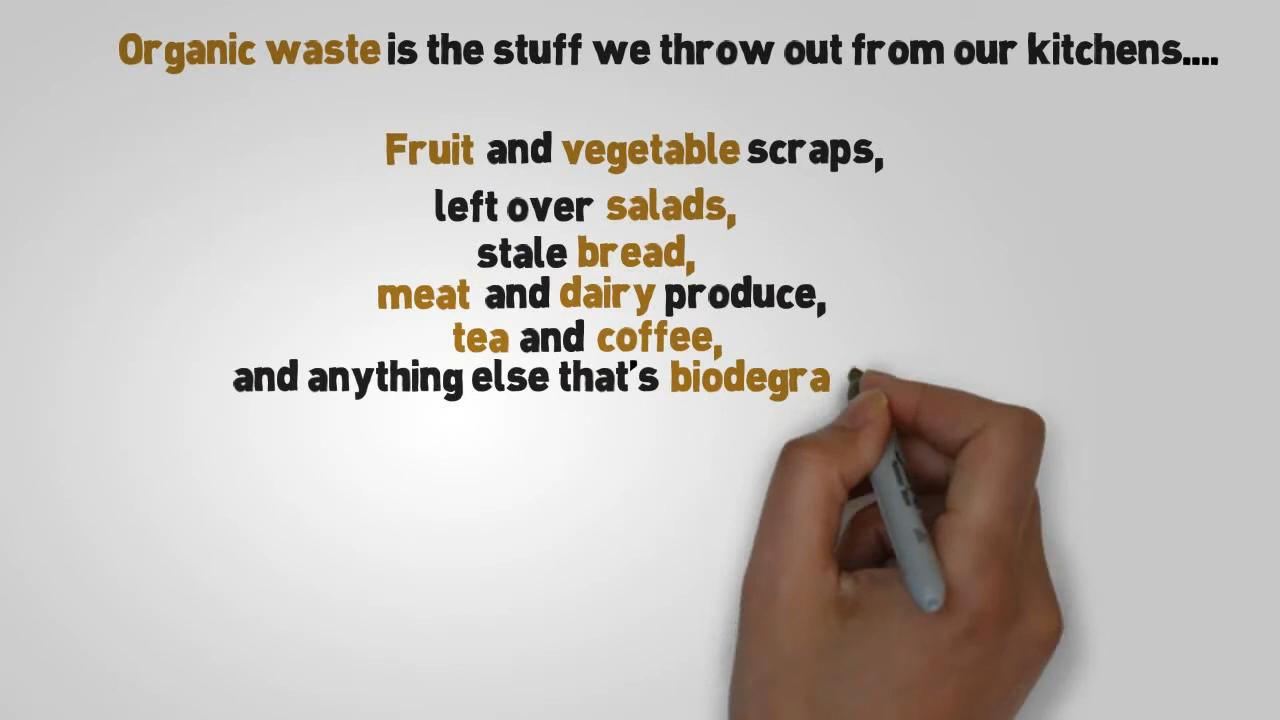 Organic waste is the stuff we throw out from our kitchens....
Fruit and vegetable scraps,
left over salads,
stale bread,
meat and dairy produce,
tea and coffee,
and anything else that's biodegra